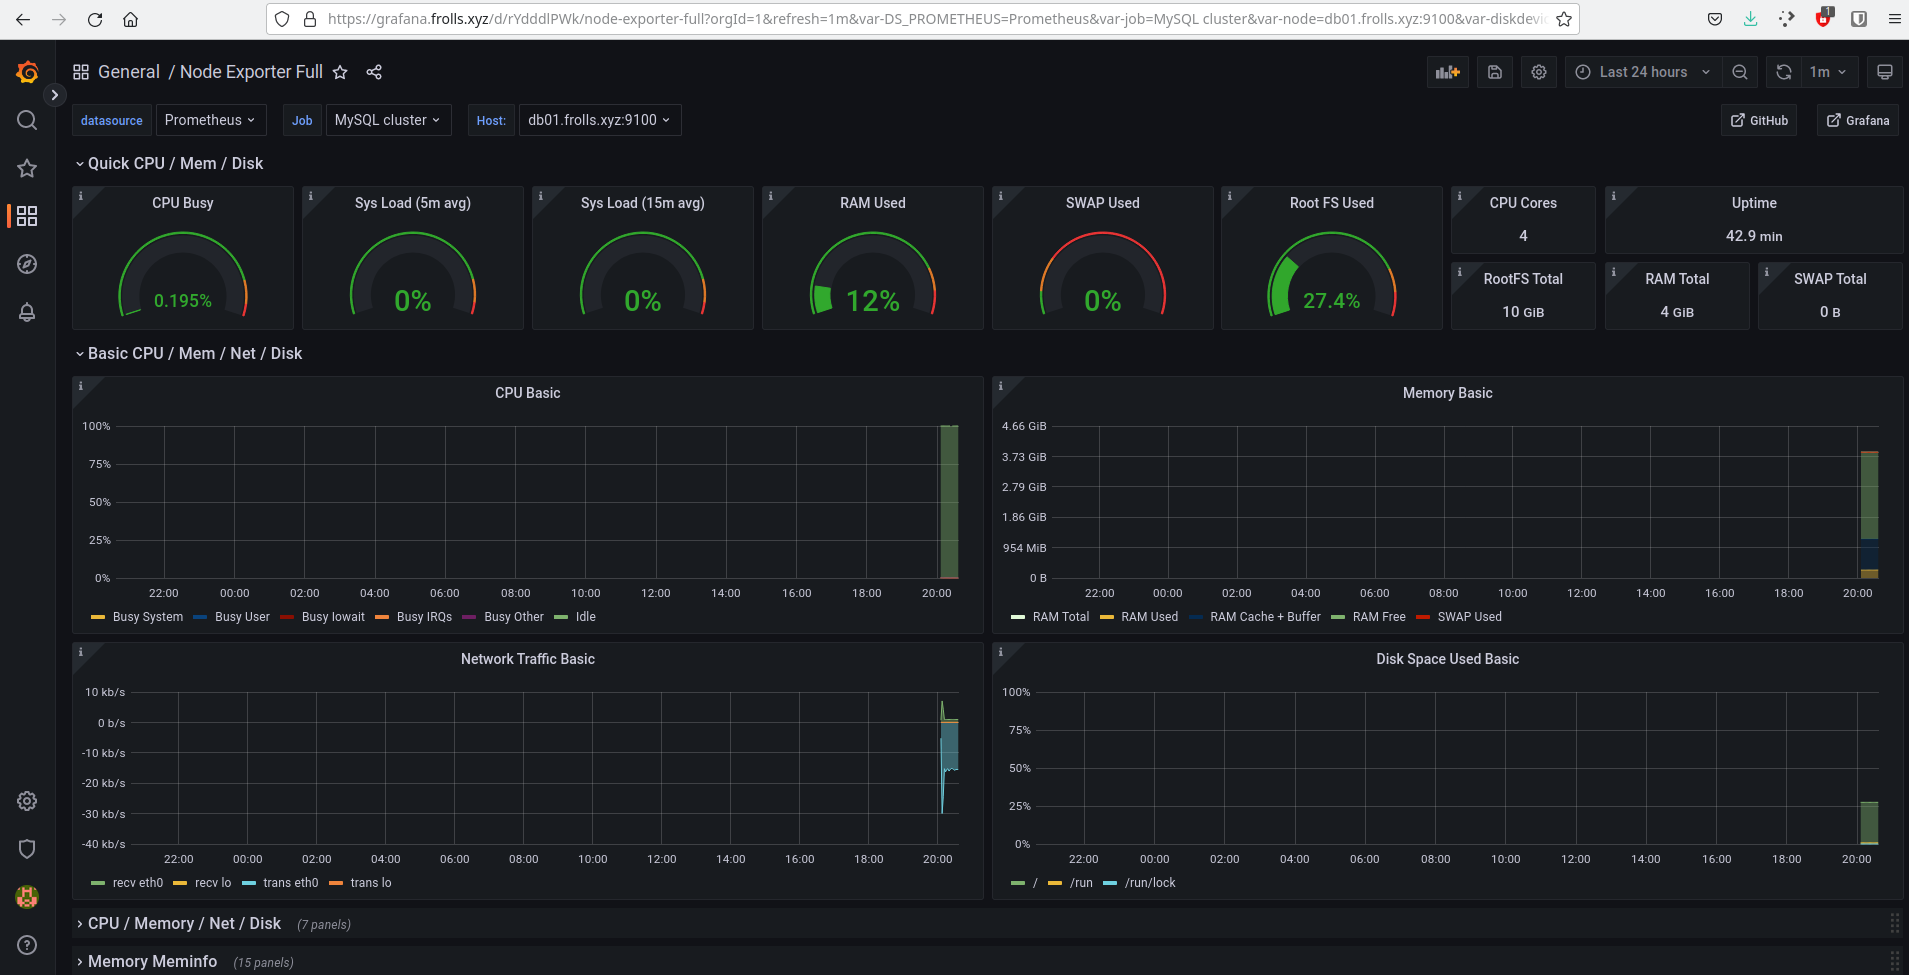 https://grafana.frolls.xyz/d/rYdddlPWk/node-exporter-full?orgId=1&refresh=1m&var-DS_PROMETHEUS=Prometheus&var-job=MySQL cluster&var-node=db01.frolls.xyz:9100&var-diskdevic
1
General / Node Exporter Full
Last 24 hours
1m
datasource Prometheus Job MySQL cluster Host: db01.frolls.xyz:9100 GitHub Grafana
Quick CPU / Mem / Disk
CPU Busy
0.195%
Sys Load (5m avg)
0%
Sys Load (15m avg)
0%
RAM Used
12%
SWAP Used
0%
Root FS Used
27.4%
CPU Cores
4
Uptime
42.9 min
RootFS Total
10 GiB
RAM Total
4 GiB
SWAP Total
0 B
Basic CPU / Mem / Net / Disk
CPU Basic
100%
75%
50%
25%
0%
22:00 00:00 02:00 04:00 06:00 08:00 10:00 12:00 14:00 16:00 18:00 20:00
Busy System Busy User Busy Iowait Busy IRQs Busy Other Idle
Memory Basic
4.66 GiB
3.73 GiB
2.79 GiB
1.86 GiB
954 MiB
0 B
22:00 00:00 02:00 04:00 06:00 08:00 10:00 12:00 14:00 16:00 18:00 20:00
RAM Total RAM Used RAM Cache + Buffer RAM Free SWAP Used
Network Traffic Basic
10 kb/s
0 b/s
-10 kb/s
-20 kb/s
-30 kb/s
-40 kb/s
22:00 00:00 02:00 04:00 06:00 08:00 10:00 12:00 14:00 16:00 18:00 20:00
recv eth0 recv lo trans eth0 trans lo
Disk Space Used Basic
100%
75%
50%
25%
0%
22:00 00:00 02:00 04:00 06:00 08:00 10:00 12:00 14:00 16:00 18:00 20:00
/ /run /run/lock
CPU / Memory / Net / Disk (7 panels)
Memory Meminfo (15 panels)